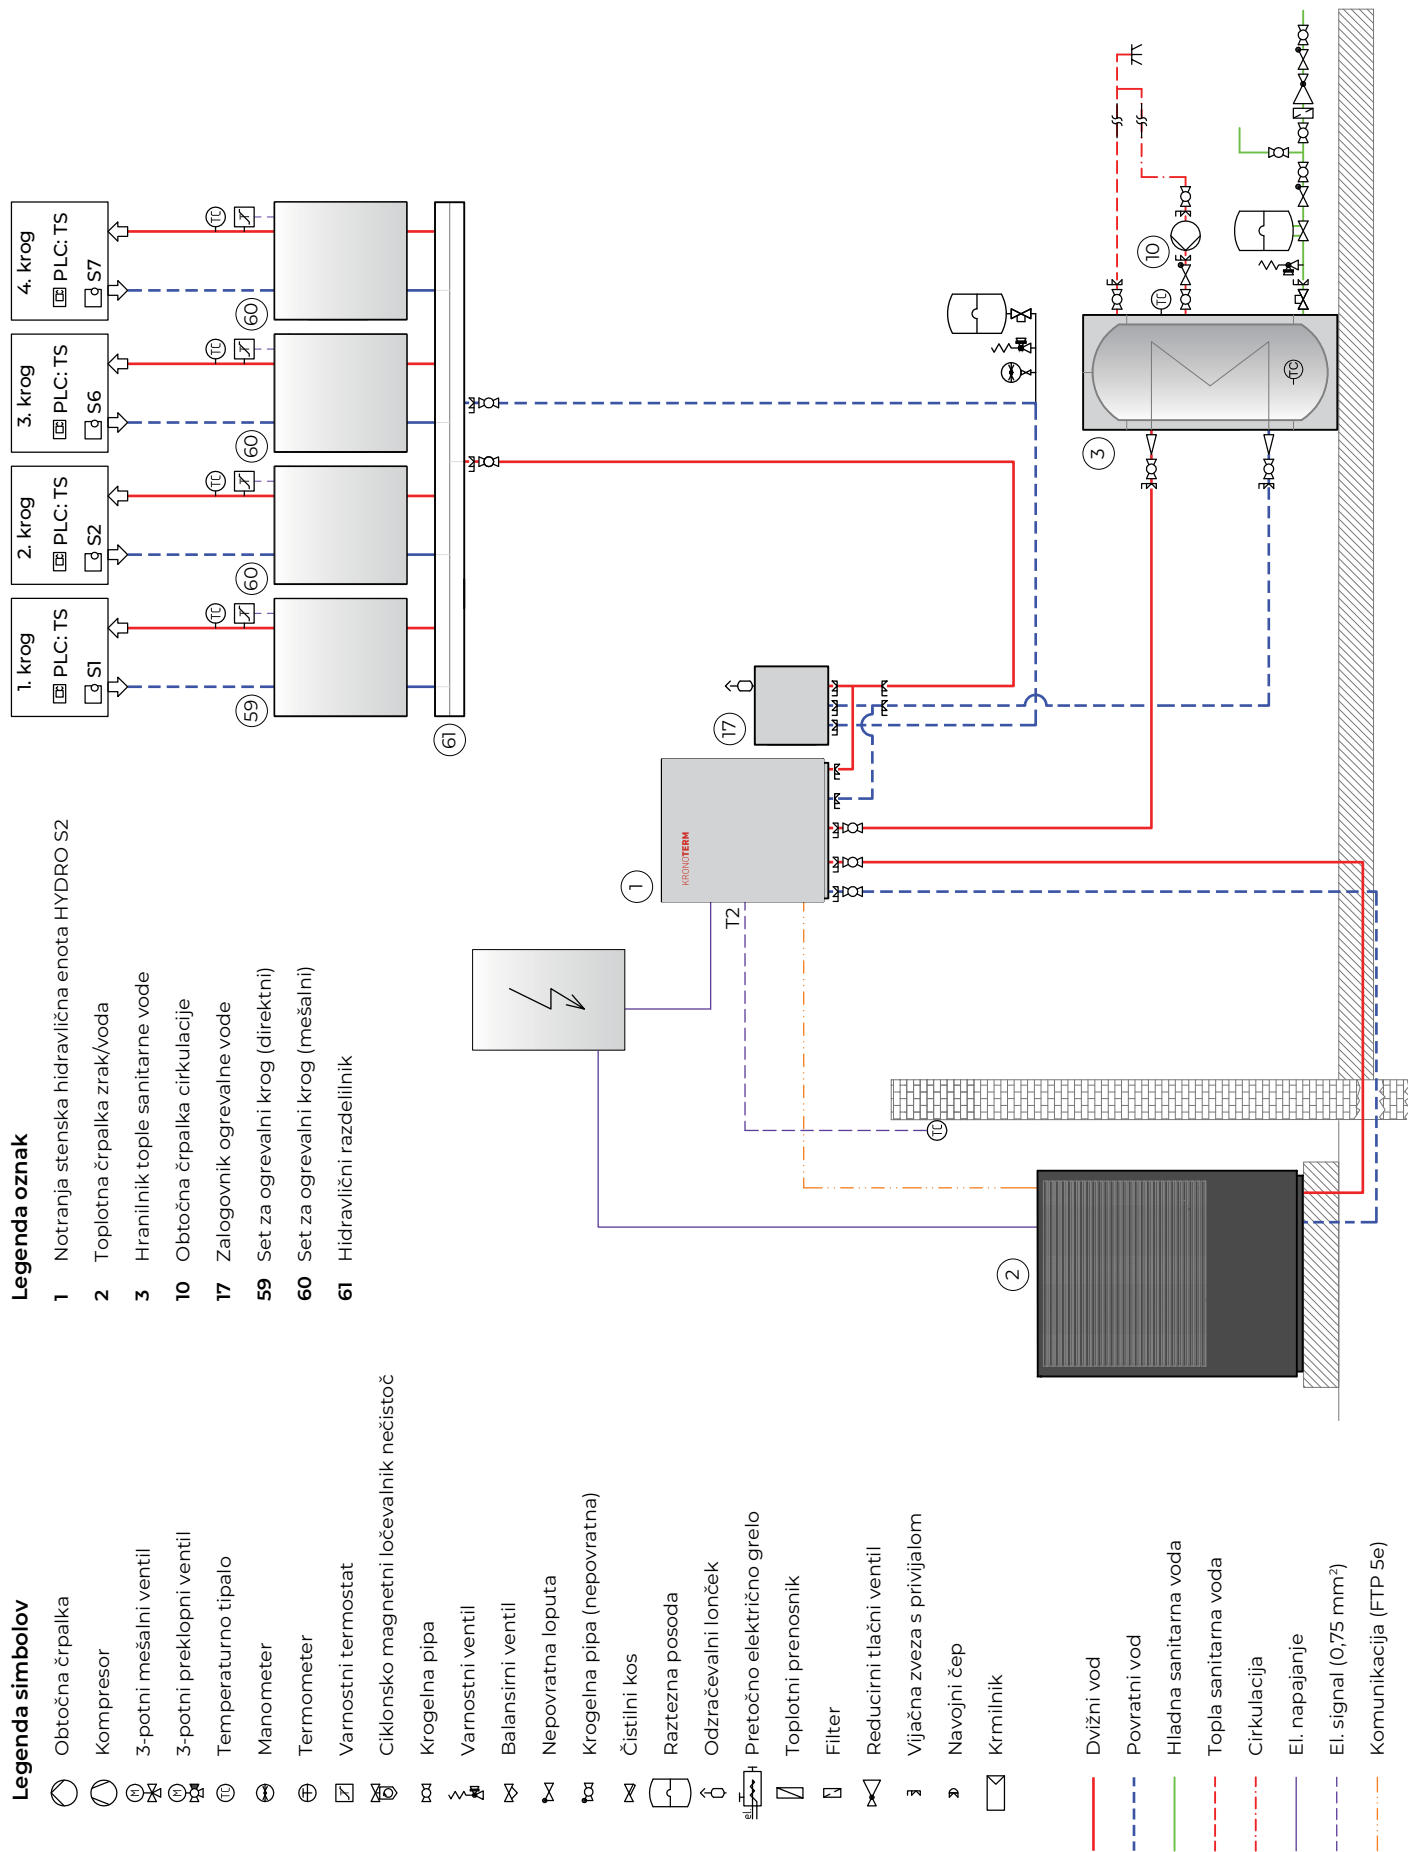 Legenda simbolov
Obtočna črpalka
Kompresor
3-potni mešalni ventil
3-potni preklopni ventil
Temperaturno tipalo
Manometer
Termometer
Varnostni termostat
Ciklonsko magnetni ločevalnik nečistoč
Krogelna pipa
Varnostni ventil
Balansirni ventil
Nepovratna loputa
Krogelna pipa (nepovratna)
Čistilni kos
Raztezna posoda
Odzračevalni lonček
el. Pretočno električno grelo
Toplotni prenosnik
Filter
Reducirni tlačni ventil
Vijačna zveza s privijalom
Navojni čep
Krmilnik
Dvižni vod
Povratni vod
Hladna sanitarna voda
Topla sanitarna voda
Cirkulacija
El. napajanje
El. signal (0,75 mm²)
Komunikacija (FTP 5e)
Legenda oznak
1 Notranja stenska hidravlična enota HYDRO S2
2 Toplotna črpalka zrak/voda
3 Hranilnik tople sanitarne vode
10 Obtočna črpalka cirkulacije
17 Zalogovnik ogrevalne vode
59 Set za ogrevalni krog (direktni)
60 Set za ogrevalni krog (mešalni)
61 Hidravlični razdelilnik
1. krog
PLC: TS
S1
2. krog
PLC: TS
S2
3. krog
PLC: TS
S6
4. krog
PLC: TS
S7
TC
TC
TC
TC
59
60
60
60
61
17
1
KRONOTERM
T2
TC
2
3
TC
TC
10